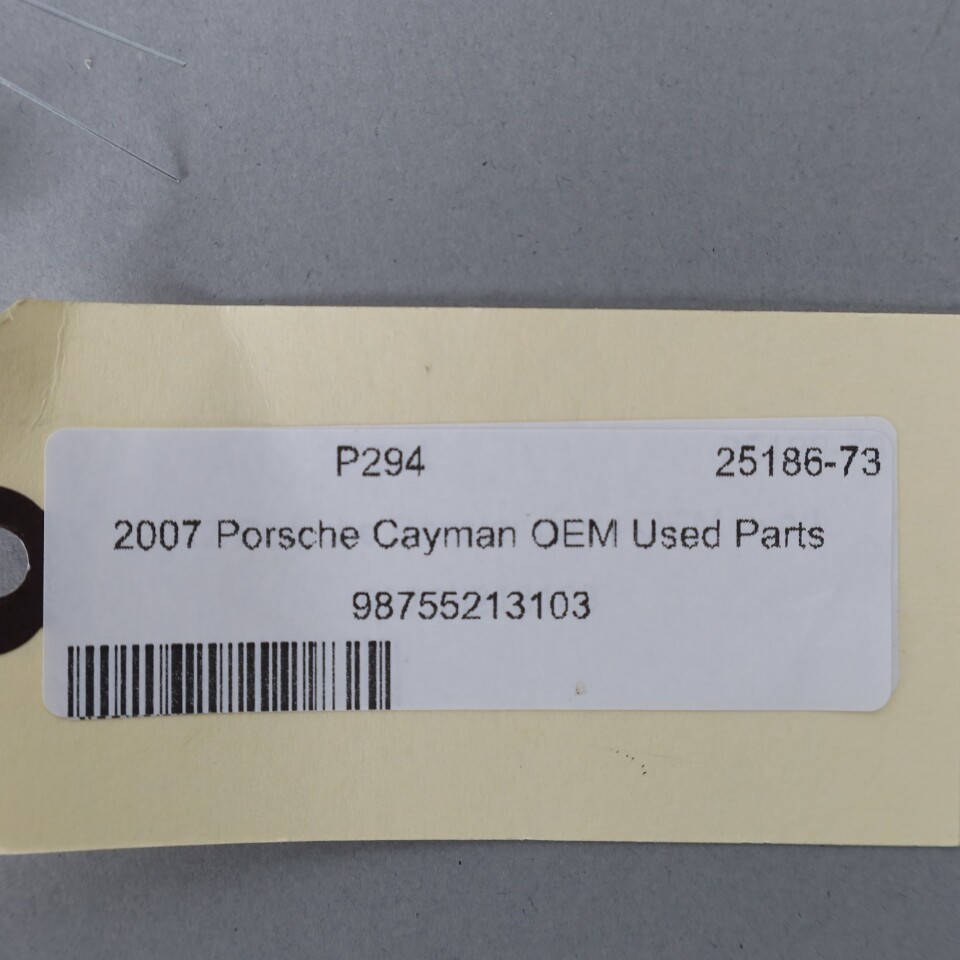 P294 25186-73
2007 Porsche Cayman OEM Used Parts
98755213103